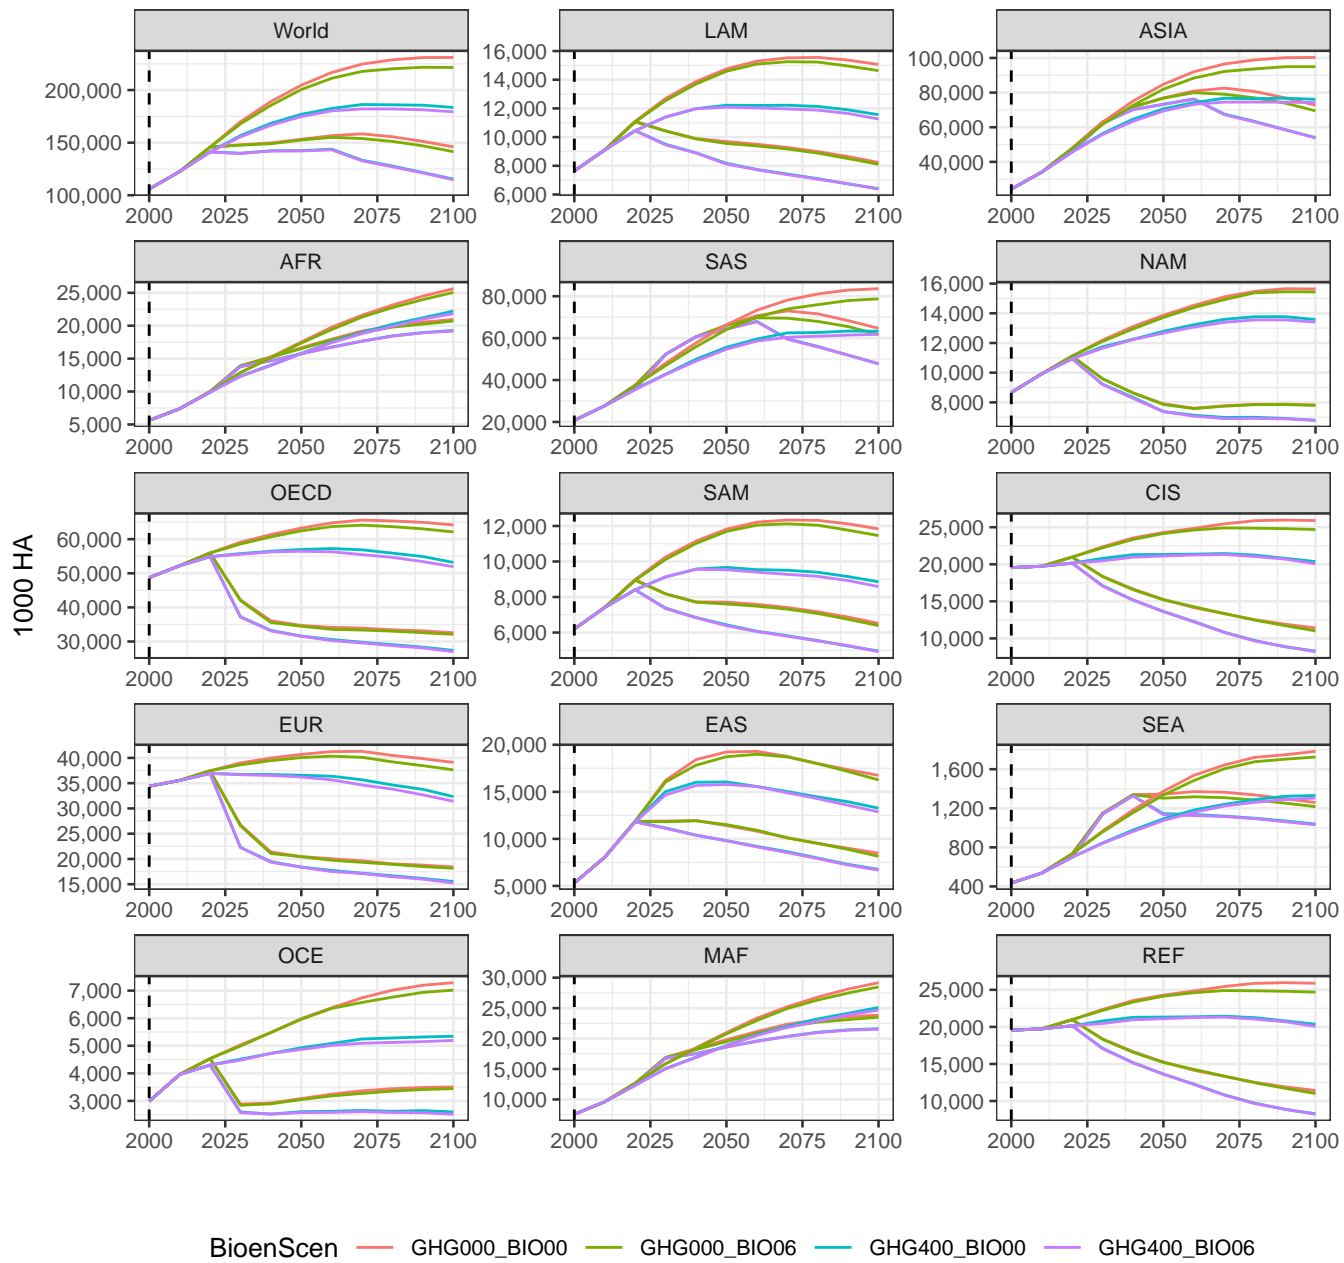 World
LAM
ASIA
200,000
150,000
100,000
16,000
14,000
12,000
10,000
8,000
6,000
100,000
80,000
60,000
40,000
2000 2025 2050 2075 2100
2000 2025 2050 2075 2100
2000 2025 2050 2075 2100
AFR
SAS
NAM
25,000
20,000
15,000
10,000
5,000
80,000
60,000
40,000
20,000
16,000
14,000
12,000
10,000
8,000
2000 2025 2050 2075 2100
2000 2025 2050 2075 2100
2000 2025 2050 2075 2100
OECD
SAM
CIS
1000 HA
60,000
50,000
40,000
30,000
12,000
10,000
8,000
6,000
25,000
20,000
15,000
10,000
2000 2025 2050 2075 2100
2000 2025 2050 2075 2100
2000 2025 2050 2075 2100
EUR
EAS
SEA
40,000
35,000
30,000
25,000
20,000
15,000
20,000
15,000
10,000
5,000
1,600
1,200
800
400
2000 2025 2050 2075 2100
2000 2025 2050 2075 2100
2000 2025 2050 2075 2100
OCE
MAF
REF
7,000
6,000
5,000
4,000
3,000
30,000
25,000
20,000
15,000
10,000
25,000
20,000
15,000
10,000
2000 2025 2050 2075 2100
2000 2025 2050 2075 2100
2000 2025 2050 2075 2100
BioenScen GHG000_BIO00 GHG000_BIO06 GHG400_BIO00 GHG400_BIO06